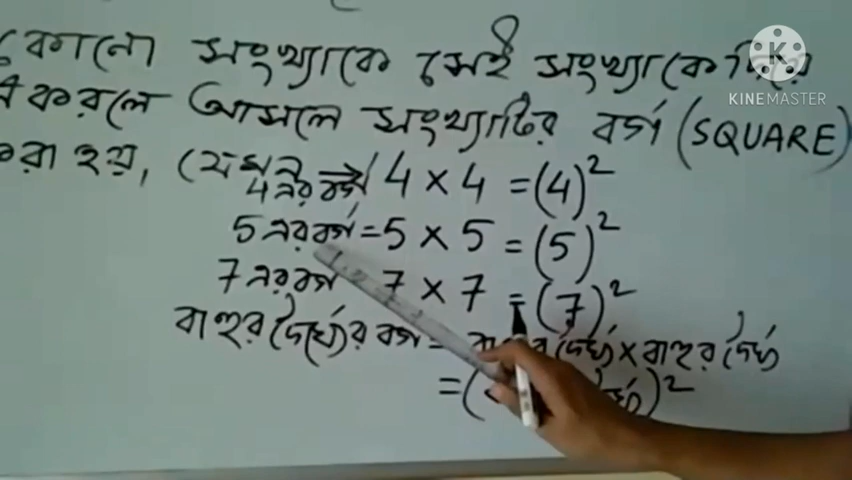 কোনো সংখ্যাকে সেই সংখ্যাকে দিয়ে
করলে আসলে সংখ্যাটির বর্গ (SQUARE)
করা হয়, যেমন →
4 এর বর্গ 4 × 4 = (4)²
5 এর বর্গ = 5 × 5 = (5)²
7 এর বর্গ 7 × 7 = (7)²
বাহুর দৈর্ঘ্যের বর্গ = দৈর্ঘ্য × বাহুর দৈর্ঘ্য
= ( )²
KINEMASTER